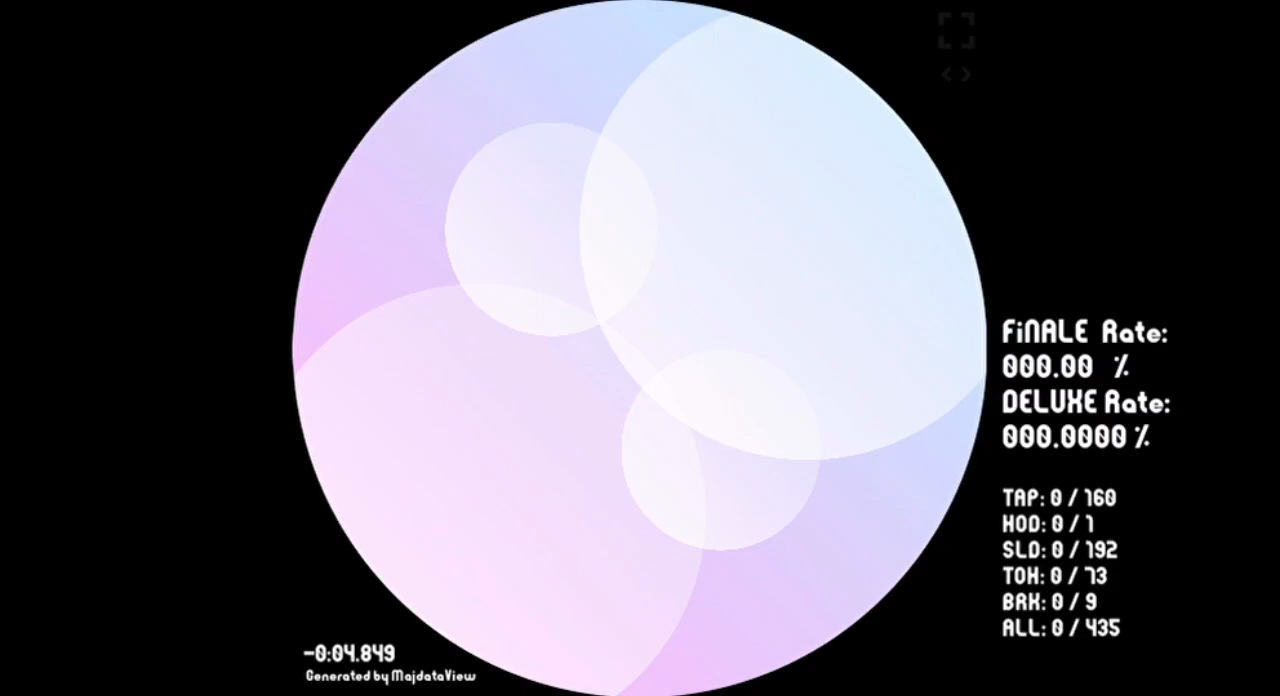 FiNALE Rate:
000.00 %
DELUXE Rate:
000.0000 %
TAP: 0 / 160
HOD: 0 / 1
SLD: 0 / 192
TOH: 0 / 73
BRK: 0 / 9
ALL: 0 / 435
-0:04.849
Generated by MajdataView